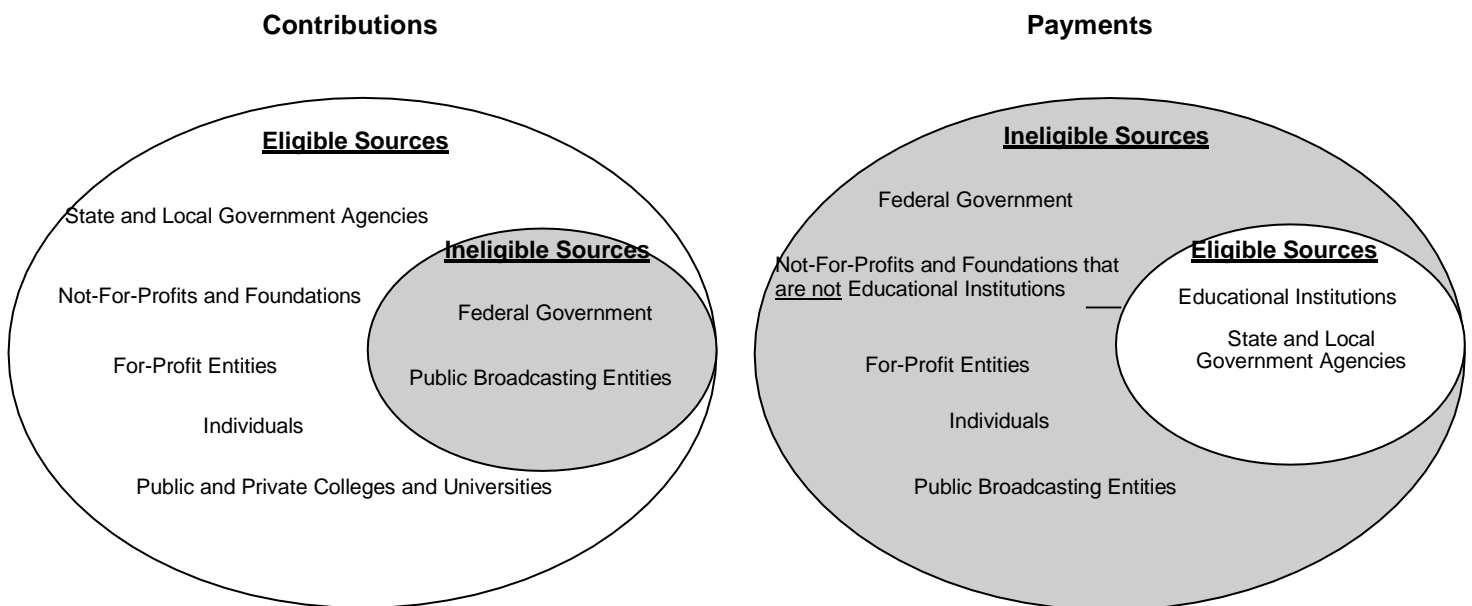 Contributions
Eligible Sources
State and Local Government Agencies
Not-For-Profits and Foundations
For-Profit Entities
Individuals
Public and Private Colleges and Universities
Ineligible Sources
Federal Government
Public Broadcasting Entities
Payments
Ineligible Sources
Federal Government
Not-For-Profits and Foundations that
are not Educational Institutions
For-Profit Entities
Individuals
Public Broadcasting Entities
Eligible Sources
Educational Institutions
State and Local
Government Agencies